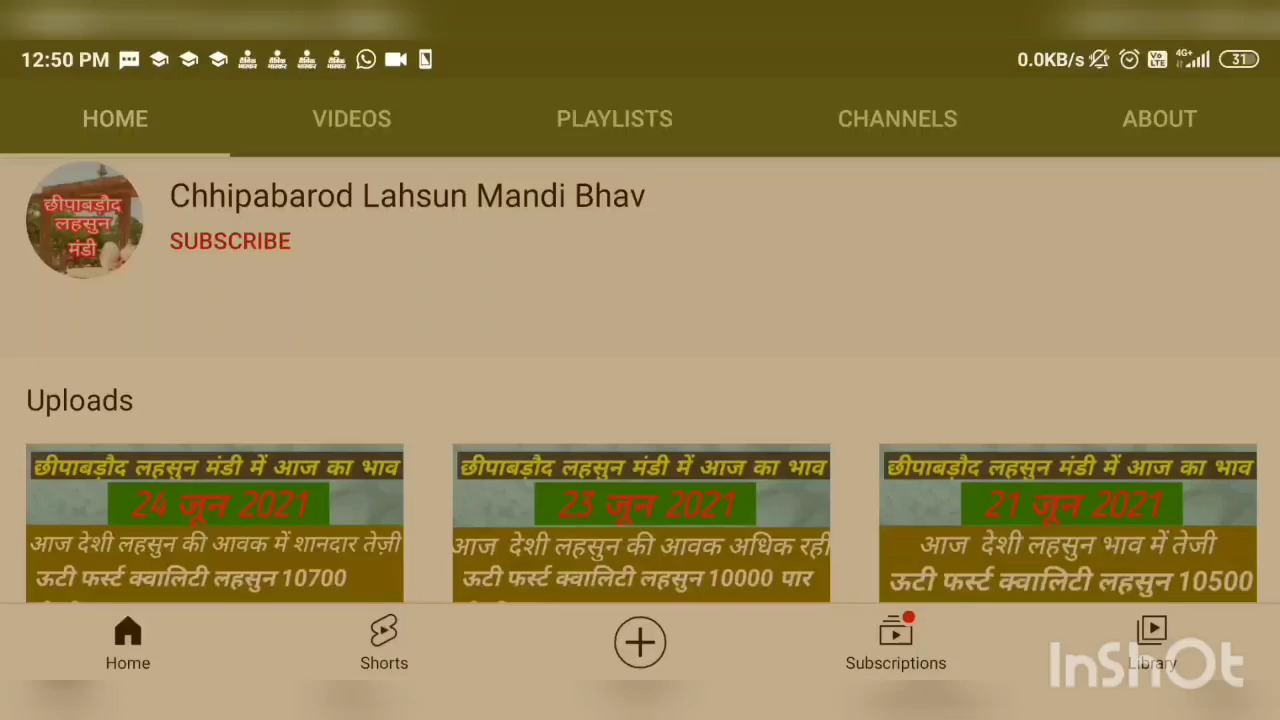 12:50 PM
0.0KB/s 4G+ Vo LTE 31
HOME VIDEOS PLAYLISTS CHANNELS ABOUT
छीपाबड़ौद
लहसुन
मंडी
Chhipabarod Lahsun Mandi Bhav
SUBSCRIBE
Uploads
छीपाबड़ौद लहसुन मंडी में आज का भाव
24 जून 2021
आज देशी लहसुन की आवक में शानदार तेज़ी
ऊटी फर्स्ट क्वालिटी लहसुन 10700
छीपाबड़ौद लहसुन मंडी में आज का भाव
23 जून 2021
आज देशी लहसुन की आवक अधिक रही
ऊटी फर्स्ट क्वालिटी लहसुन 10000 पार
छीपाबड़ौद लहसुन मंडी में आज का भाव
21 जून 2021
आज देशी लहसुन भाव में तेजी
ऊटी फर्स्ट क्वालिटी लहसुन 10500
Home Shorts Subscriptions Library
InShOt